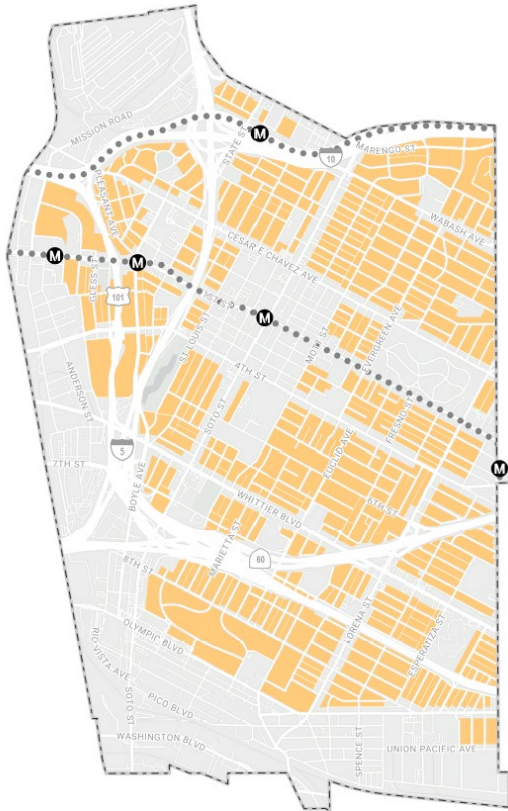 MISSION ROAD
STATE ST
M
10
MARENGO ST
PLEASANT AVE
WABASH AVE
CESAR E CHAVEZ AVE
M
M
GLESS ST
101
1ST ST
M
ST LOUIS ST
MOTT ST
EVERGREEN AVE
4TH ST
ANDERSON ST
SOTO ST
FRESNO ST
EUCLID AVE
5
7TH ST
M
BOYLE AVE
WHITTIER BLVD
6TH ST
MARIETTA ST
60
8TH ST
LORENA ST
ESPERANZA ST
OLYMPIC BLVD
RIO VISTA AVE
SOTO ST
PICO BLVD
WASHINGTON BLVD
SPENCE ST
UNION PACIFIC AVE